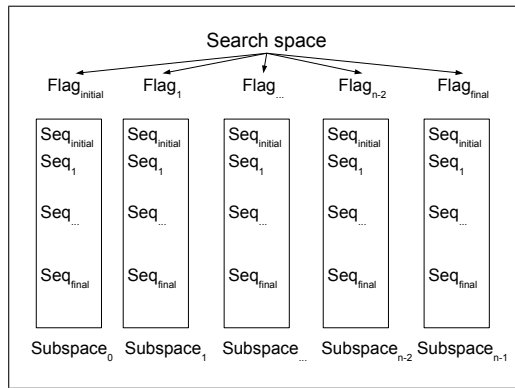 Search space
Flag_initial Flag_1 Flag_... Flag_n-2 Flag_final
Seq_initial Seq_initial Seq_initial Seq_initial Seq_initial
Seq_1 Seq_1 Seq_1 Seq_1 Seq_1
Seq_... Seq_... Seq_... Seq_... Seq_...
Seq_final Seq_final Seq_final Seq_final Seq_final
Subspace_0 Subspace_1 Subspace_... Subspace_n-2 Subspace_n-1